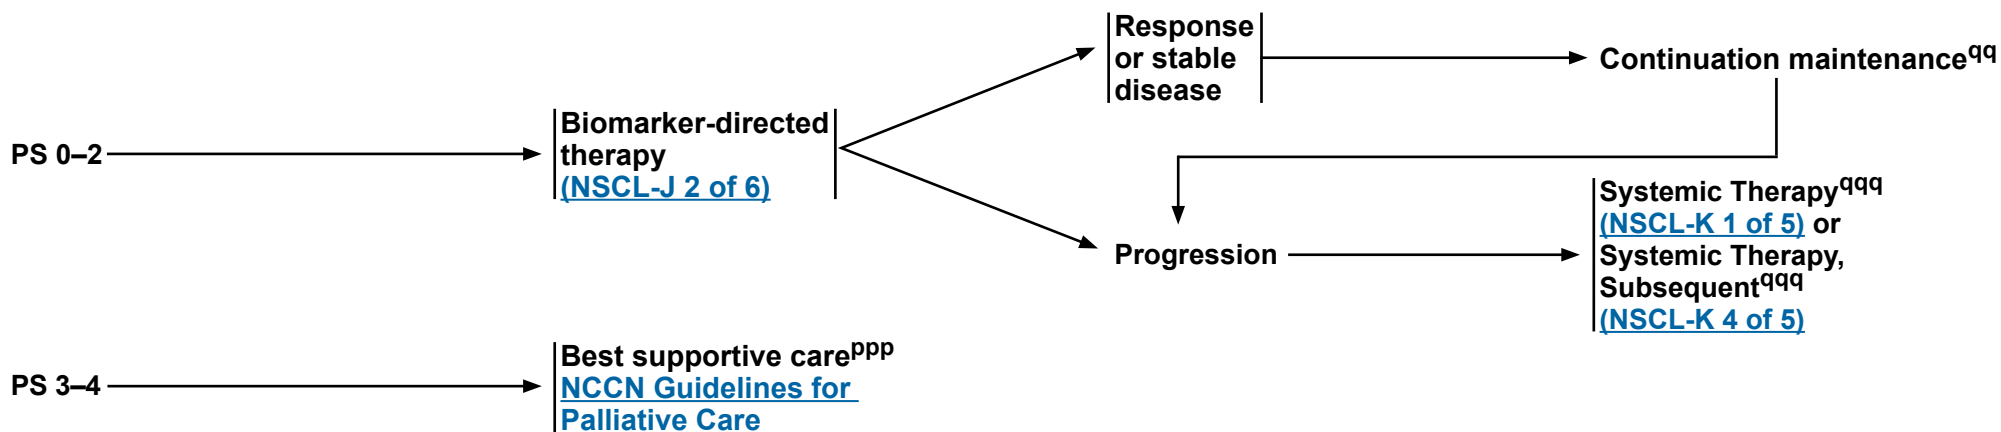 PS 0–2
Biomarker-directed
therapy
(NSCL-J 2 of 6)
Response
or stable
disease
Continuation maintenanceqq
Progression
Systemic Therapyqqq
(NSCL-K 1 of 5) or
Systemic Therapy,
Subsequentqqq
(NSCL-K 4 of 5)
PS 3–4
Best supportive careppp
NCCN Guidelines for
Palliative Care